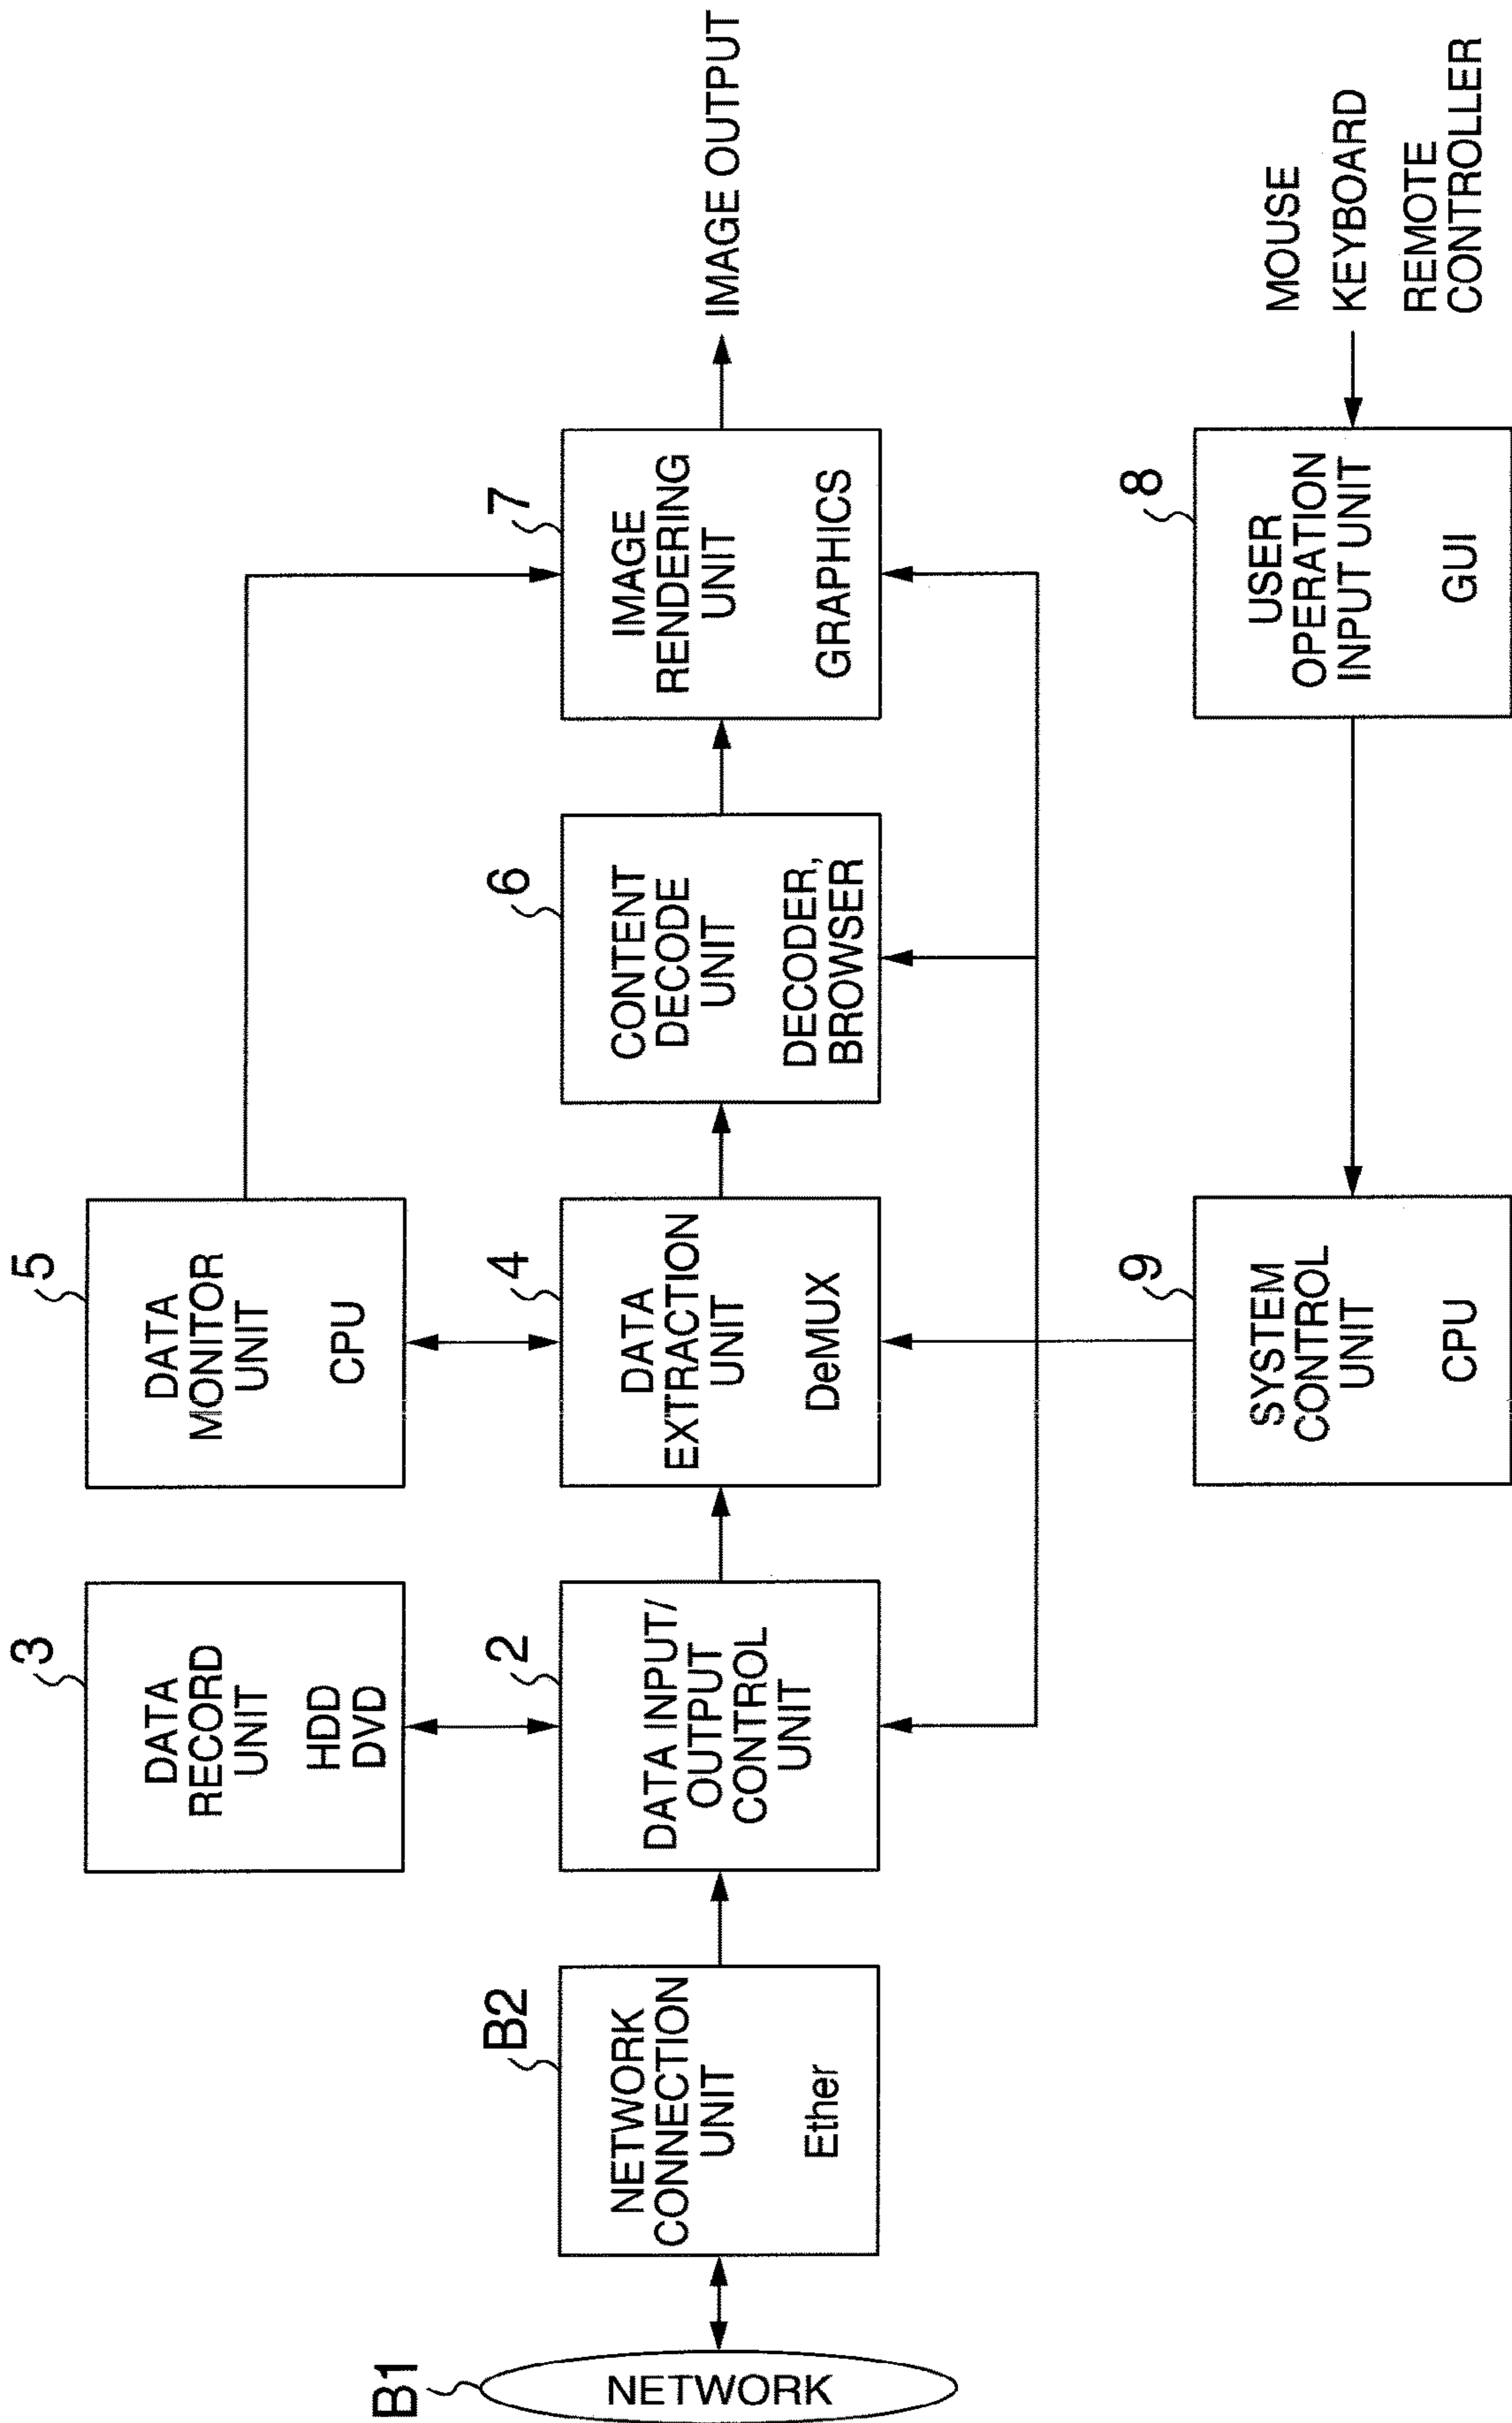 3
DATA
RECORD
UNIT
HDD
DVD
5
DATA
MONITOR
UNIT
CPU
B1
NETWORK
B2
NETWORK
CONNECTION
UNIT
Ether
2
DATA INPUT/
OUTPUT
CONTROL
UNIT
4
DATA
EXTRACTION
UNIT
DeMUX
6
CONTENT
DECODE
UNIT
DECODER,
BROWSER
7
IMAGE
RENDERING
UNIT
GRAPHICS
IMAGE OUTPUT
9
SYSTEM
CONTROL
UNIT
CPU
8
USER
OPERATION
INPUT UNIT
GUI
MOUSE
KEYBOARD
REMOTE
CONTROLLER